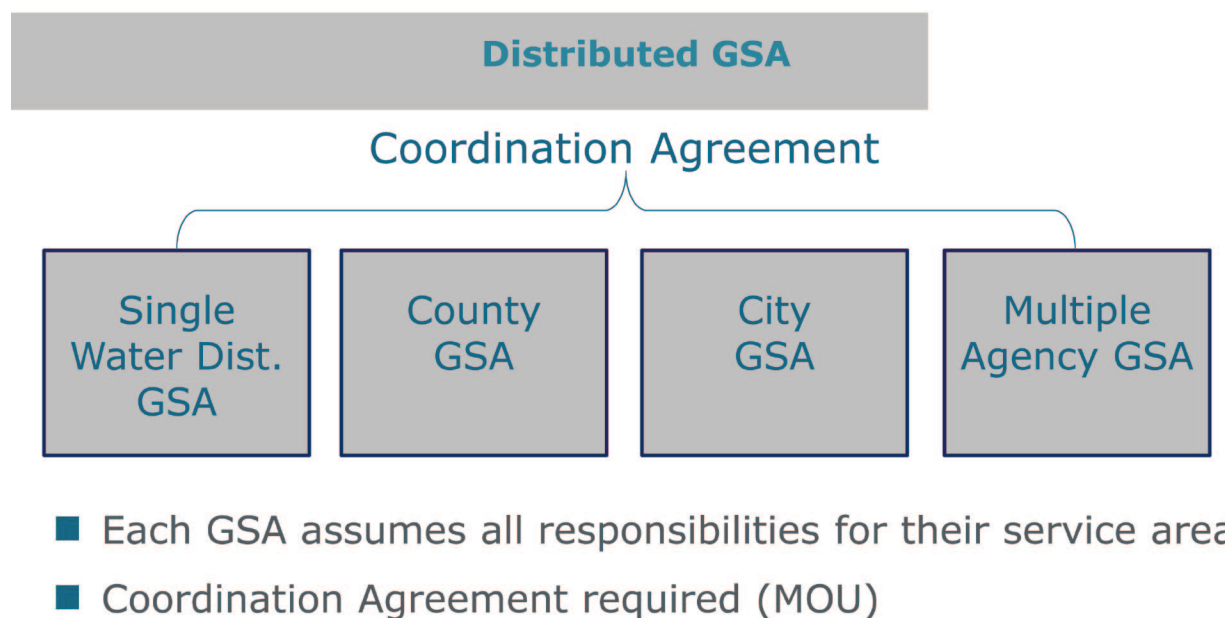 Distributed GSA
Coordination Agreement
Single
Water Dist.
GSA
County
GSA
City
GSA
Multiple
Agency GSA
■ Each GSA assumes all responsibilities for their service area
■ Coordination Agreement required (MOU)